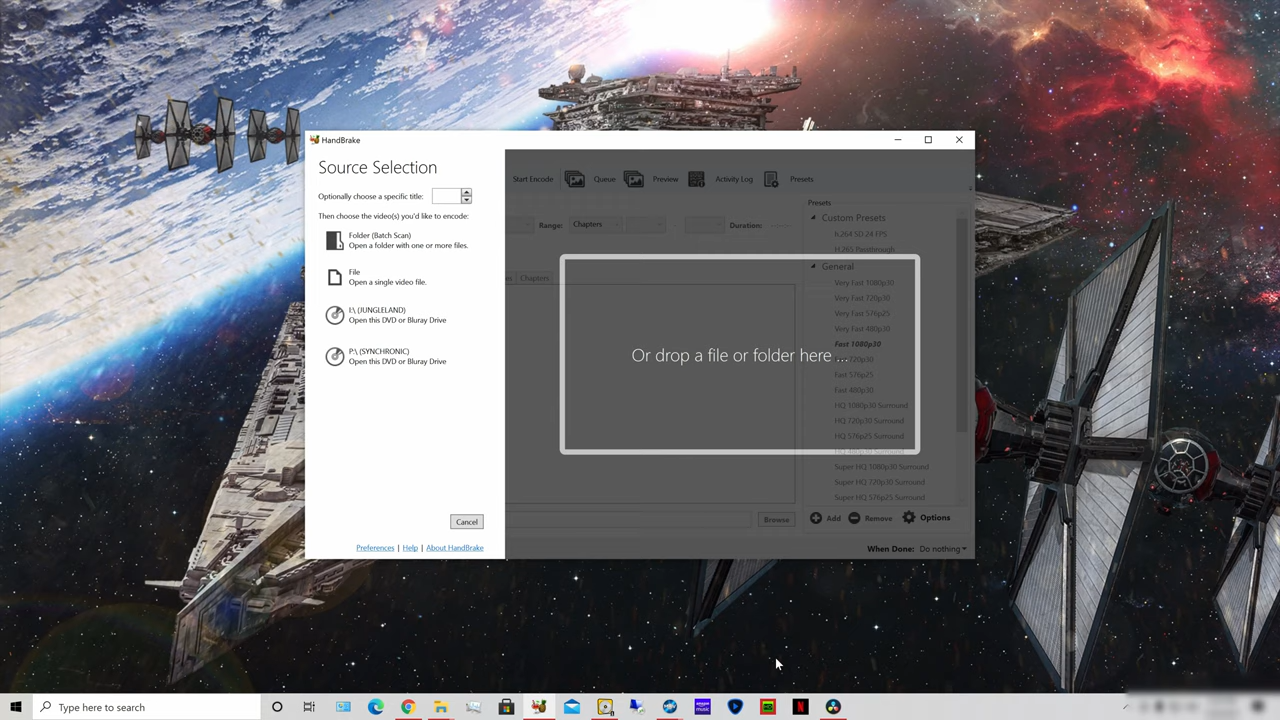 HandBrake
Source Selection
Optionally choose a specific title:
Then choose the video(s) you'd like to encode:
Folder (Batch Scan)
Open a folder with one or more files.
File
Open a single video file.
I:\ (JUNGLELAND)
Open this DVD or Bluray Drive
P:\ (SYNCHRONIC)
Open this DVD or Bluray Drive
Cancel
Preferences | Help | About HandBrake
Start Encode Queue Preview Activity Log Presets
Range: Chapters Duration: --:--:--
Chapters
Or drop a file or folder here ...
Browse
Presets
Custom Presets
H.264 SD 24 FPS
H.265 Passthrough
General
Very Fast 1080p30
Very Fast 720p30
Very Fast 576p25
Very Fast 480p30
Fast 1080p30
720p30
Fast 576p25
Fast 480p30
HQ 1080p30 Surround
HQ 720p30 Surround
HQ 576p25 Surround
HQ 480p30 Surround
Super HQ 1080p30 Surround
Super HQ 720p30 Surround
Super HQ 576p25 Surround
Add Remove Options
When Done: Do nothing
Type here to search